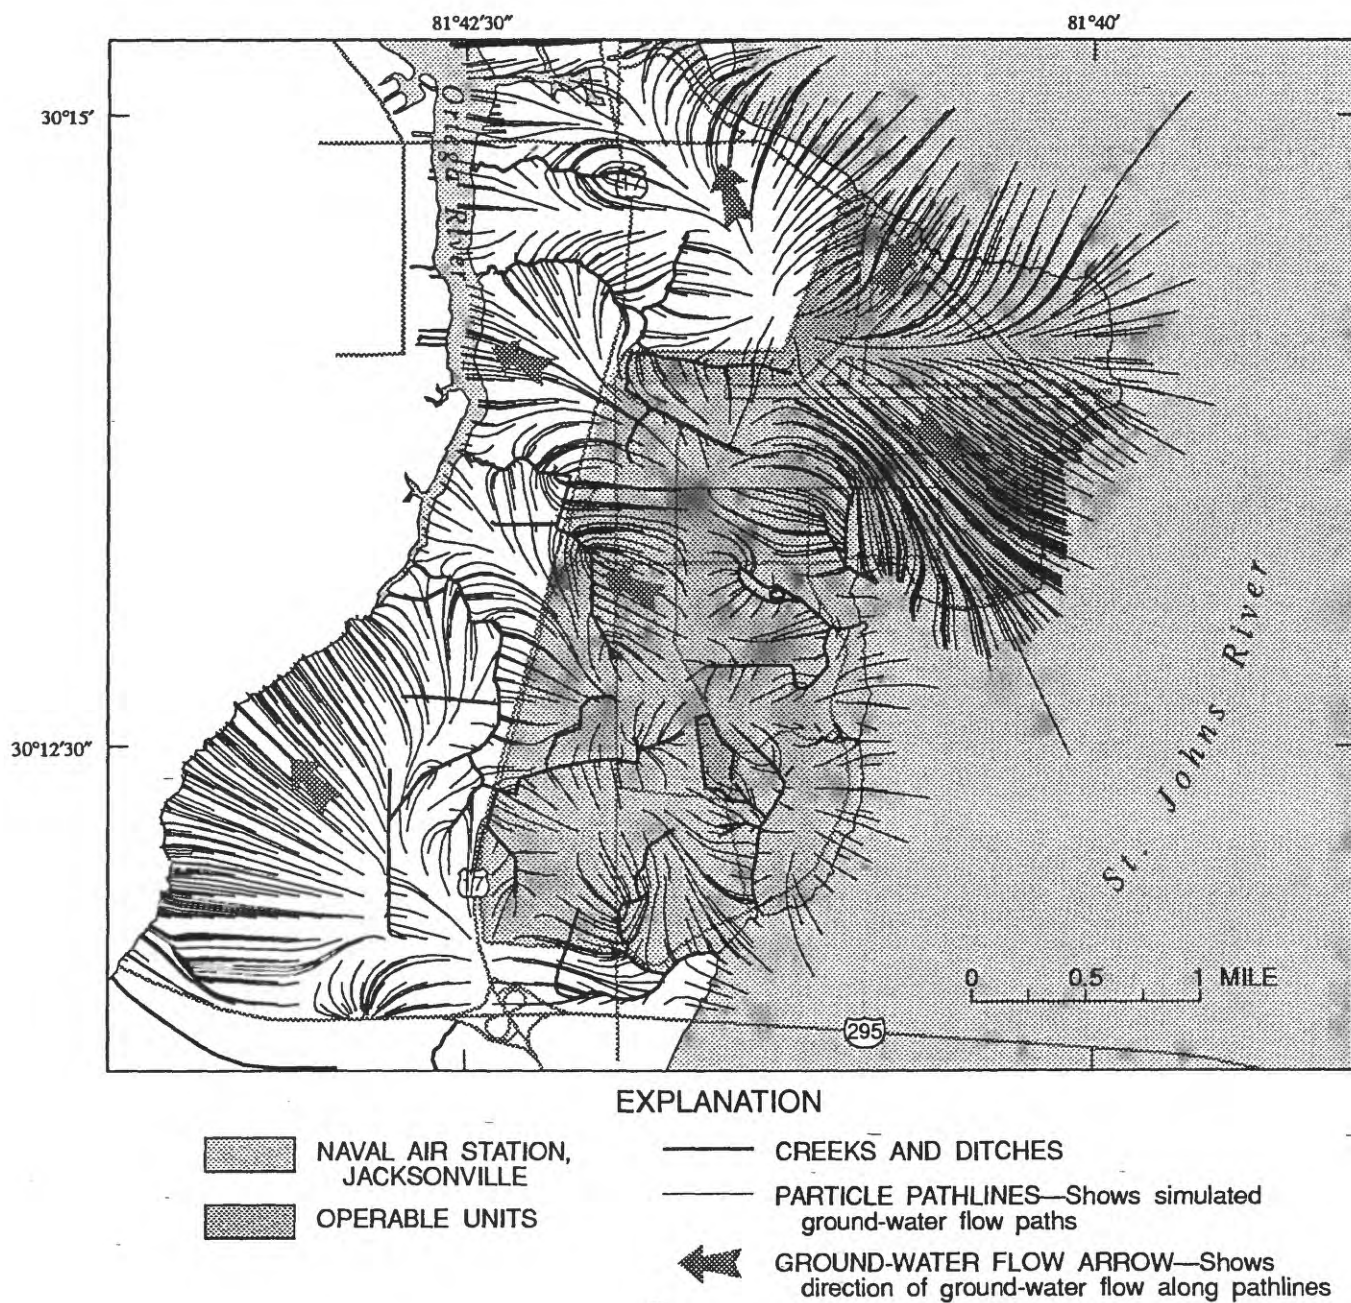 81°42'30"
81°40'
30°15'
Ortega River
17
30°12'30"
St. Johns River
17
0 0.5 1 MILE
295
EXPLANATION
NAVAL AIR STATION,
JACKSONVILLE
OPERABLE UNITS
CREEKS AND DITCHES
PARTICLE PATHLINES—Shows simulated
ground-water flow paths
GROUND-WATER FLOW ARROW—Shows
direction of ground-water flow along pathlines